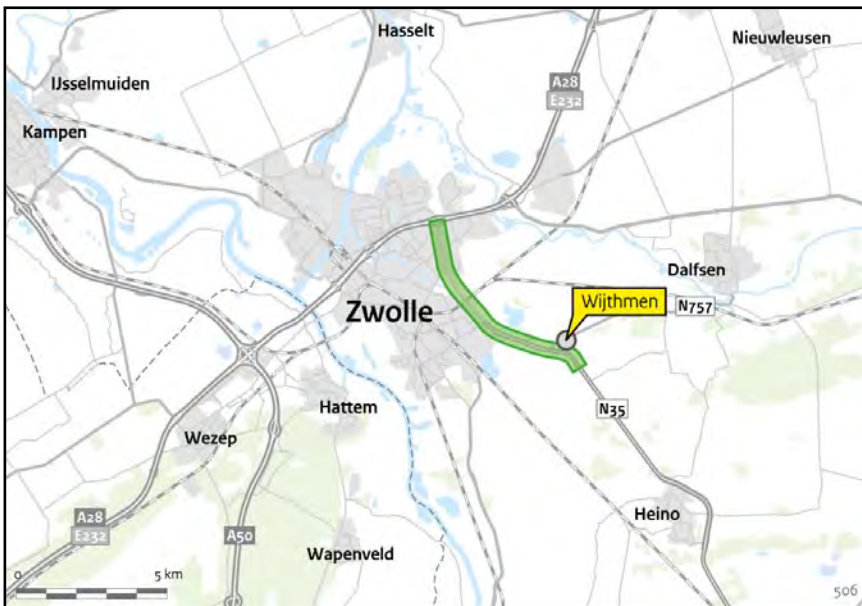 Hasselt
Nieuwleusen
IJsselmuiden
A28
E232
Kampen
Dalfsen
Wijthmen
Zwolle
N757
Hattem
N35
Wezep
Heino
A28
E232
A50
Wapenveld
0 5 km
506